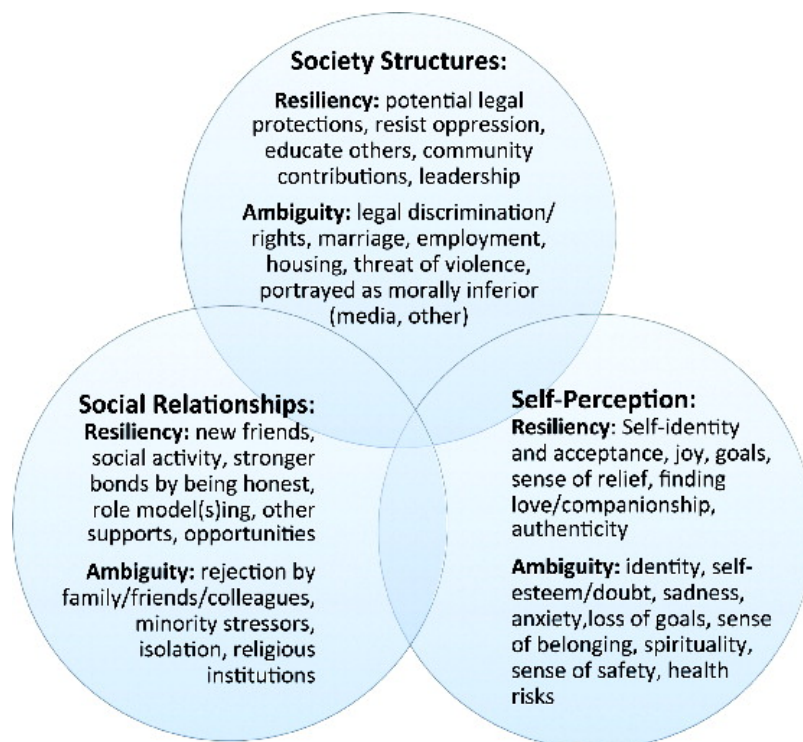 Society Structures:
Resiliency: potential legal
protections, resist oppression,
educate others, community
contributions, leadership
Ambiguity: legal discrimination/
rights, marriage, employment,
housing, threat of violence,
portrayed as morally inferior
(media, other)
Social Relationships:
Resiliency: new friends,
social activity, stronger
bonds by being honest,
role model(s)ing, other
supports, opportunities
Ambiguity: rejection by
family/friends/colleagues,
minority stressors,
isolation, religious
institutions
Self-Perception:
Resiliency: Self-identity
and acceptance, joy, goals,
sense of relief, finding
love/companionship,
authenticity
Ambiguity: identity, self-
esteem/doubt, sadness,
anxiety,loss of goals, sense
of belonging, spirituality,
sense of safety, health
risks